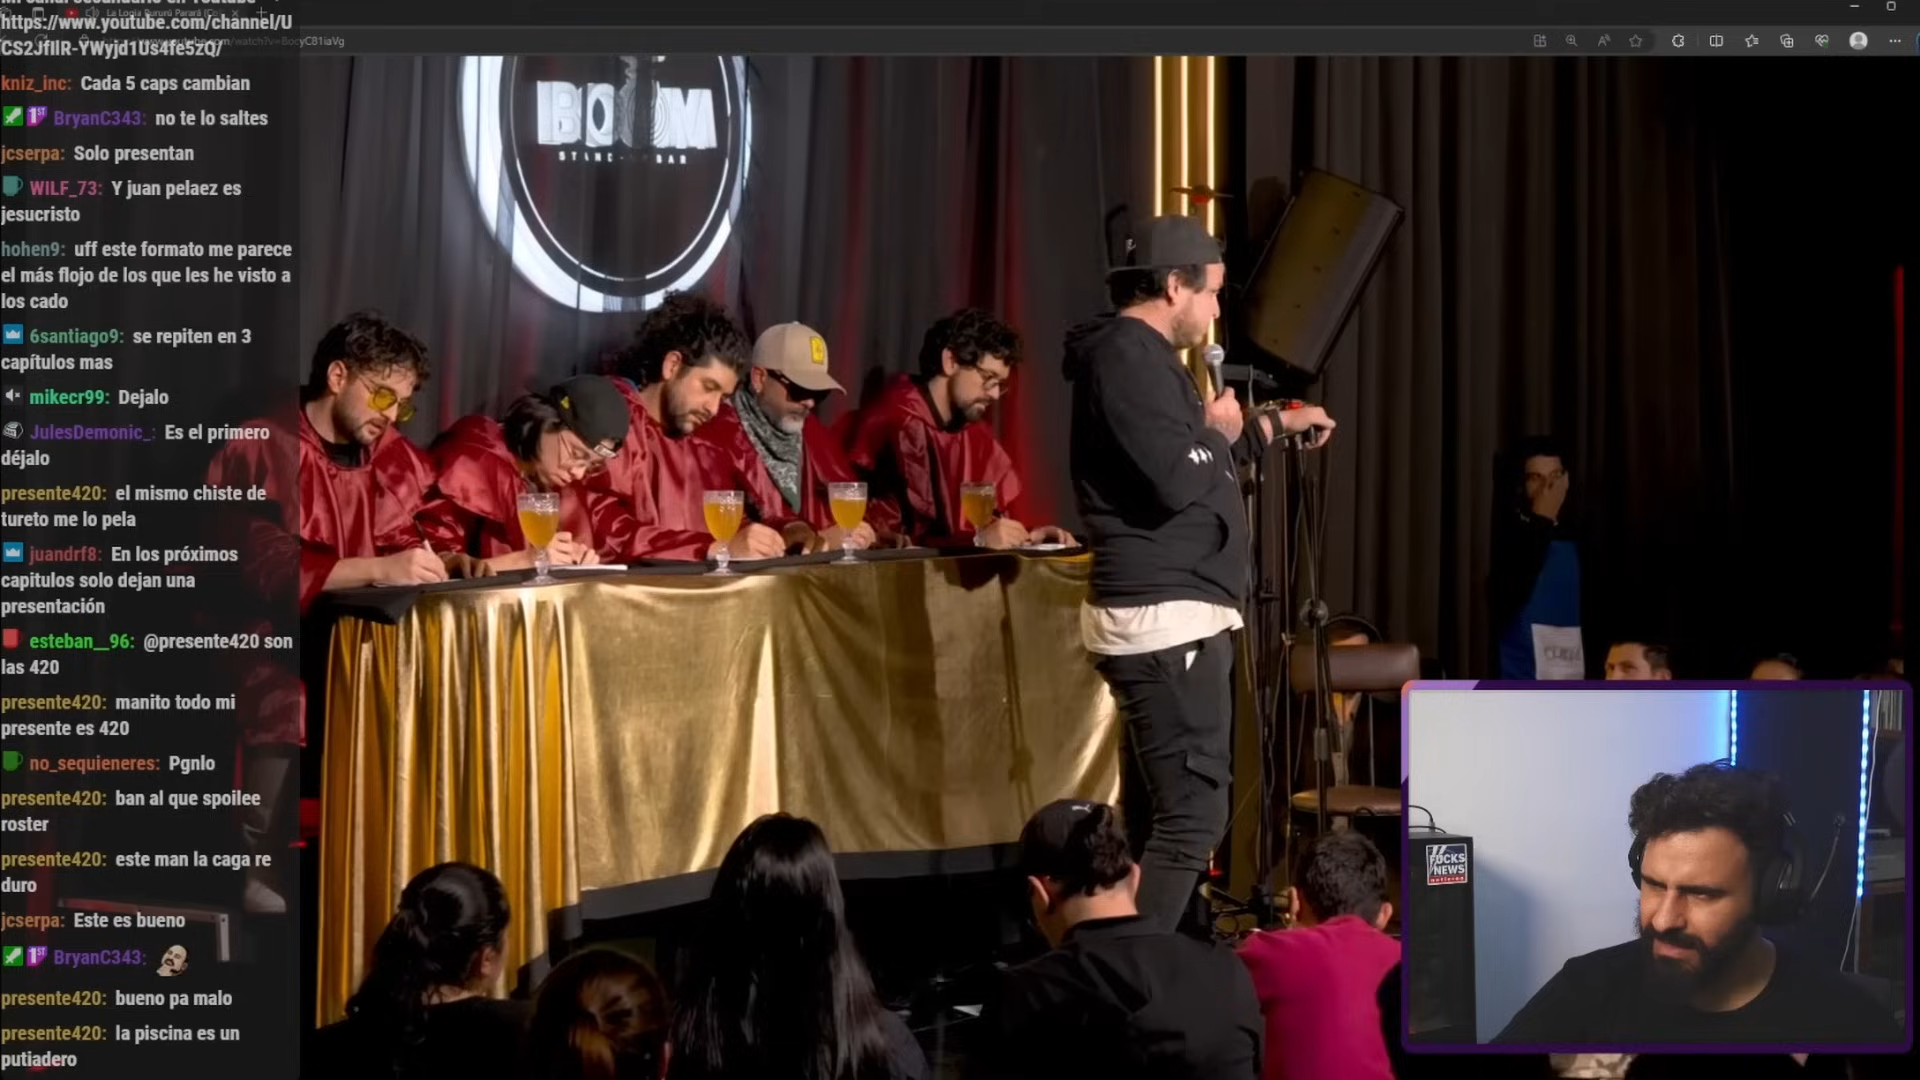 https://www.youtube.com/channel/U
CS2JfIlR-YWyjd1Us4fe5zQ/
kniz_inc: Cada 5 caps cambian
BryanC343: no te lo saltes
jcserpa: Solo presentan
WILF_73: Y juan pelaez es
jesucristo
hohen9: uff este formato me parece
el más flojo de los que les he visto a
los cado
6santiago9: se repiten en 3
capítulos mas
mikecr99: Dejalo
JulesDemonic_: Es el primero
déjalo
presente420: el mismo chiste de
tureto me lo pela
juandrf8: En los próximos
capitulos solo dejan una
presentación
esteban__96: @presente420 son
las 420
presente420: manito todo mi
presente es 420
no_sequieneres: Pgnlo
presente420: ban al que spoilee
roster
presente420: este man la caga re
duro
jcserpa: Este es bueno
BryanC343:
presente420: bueno pa malo
presente420: la piscina es un
putiadero
BOOM
BAR
FUCKS
NEWS